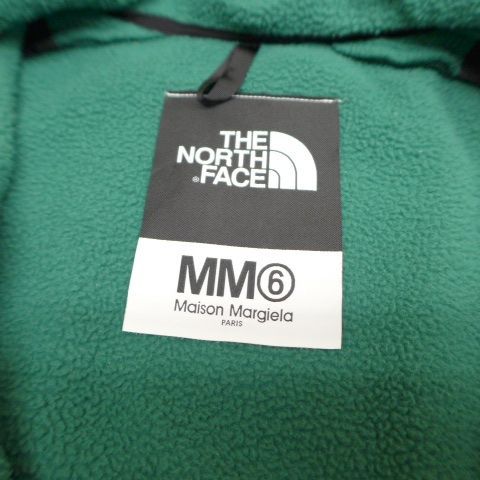 THE
NORTH
FACE®
MM⑥
Maison Margiela
PARIS